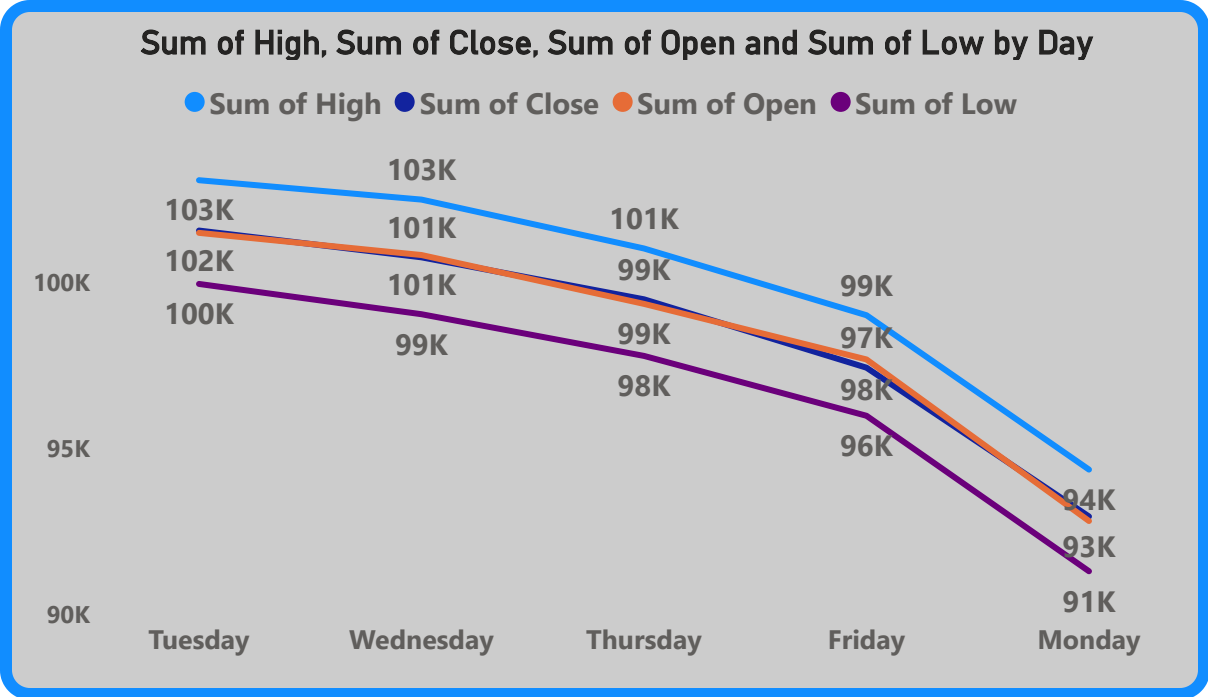 Sum of High, Sum of Close, Sum of Open and Sum of Low by Day
Sum of High Sum of Close Sum of Open Sum of Low
103K
103K 101K 101K
102K 101K 99K 99K
100K
100K 99K 99K 97K
98K 98K
96K
95K
94K
93K
91K
90K
Tuesday Wednesday Thursday Friday Monday